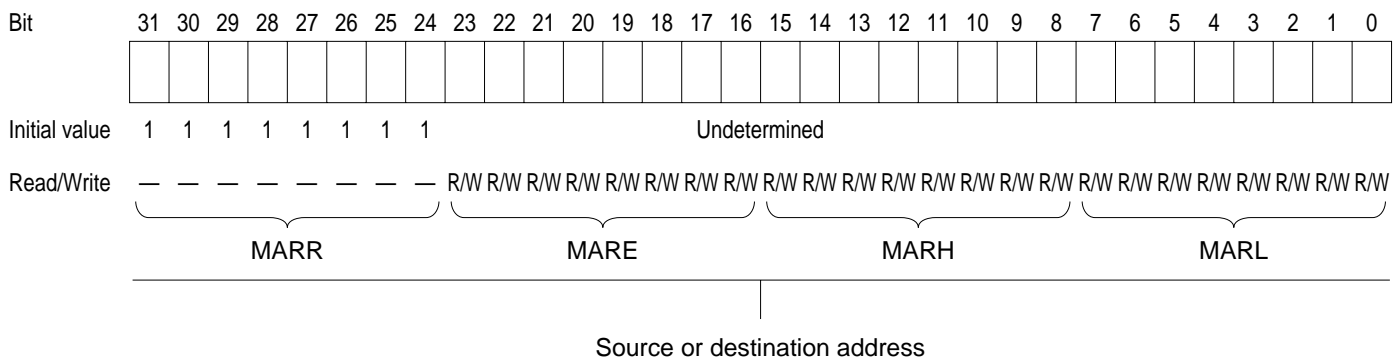 Bit 31 30 29 28 27 26 25 24 23 22 21 20 19 18 17 16 15 14 13 12 11 10 9 8 7 6 5 4 3 2 1 0
Initial value 1 1 1 1 1 1 1 1 Undetermined
Read/Write — — — — — — — — R/W R/W R/W R/W R/W R/W R/W R/W R/W R/W R/W R/W R/W R/W R/W R/W R/W R/W R/W R/W R/W R/W R/W R/W
MARR MARE MARH MARL
Source or destination address